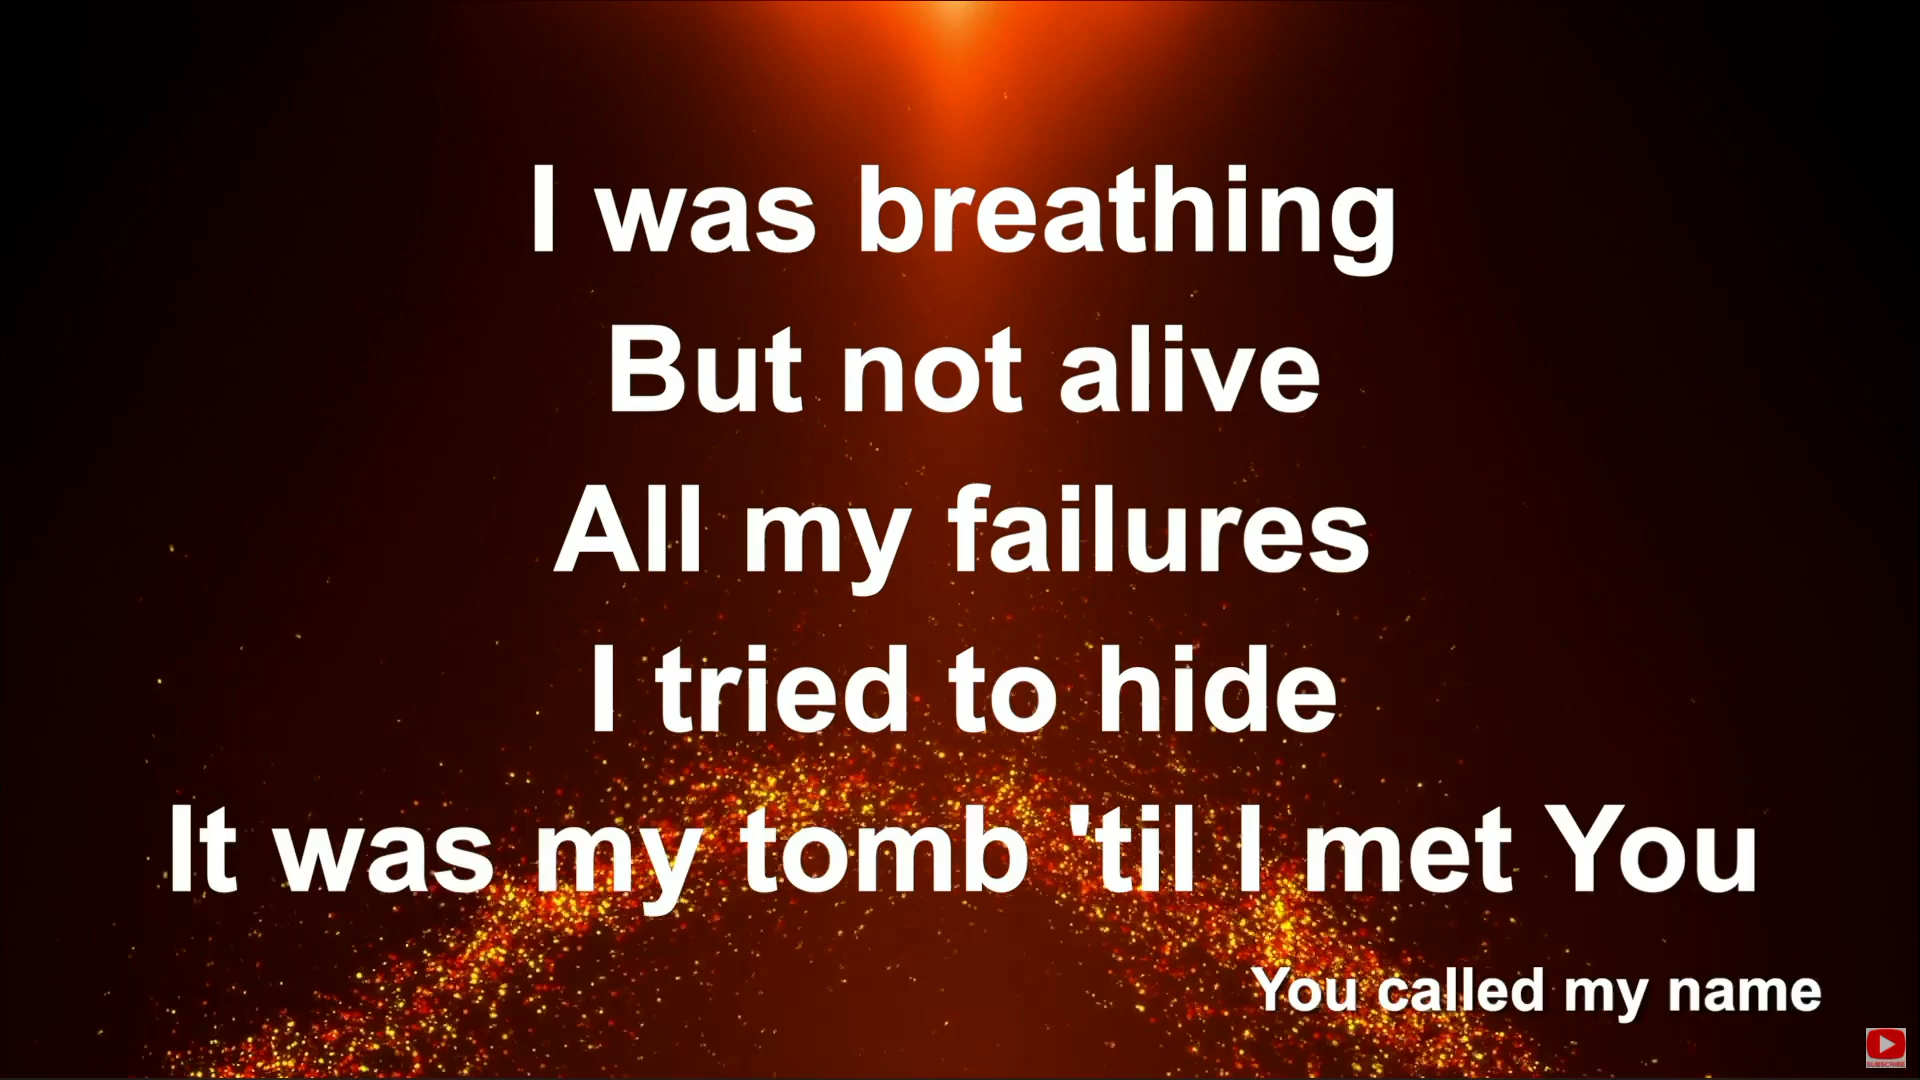 I was breathing
But not alive
All my failures
I tried to hide
It was my tomb 'til I met You
You called my name
SUBSCRIBE